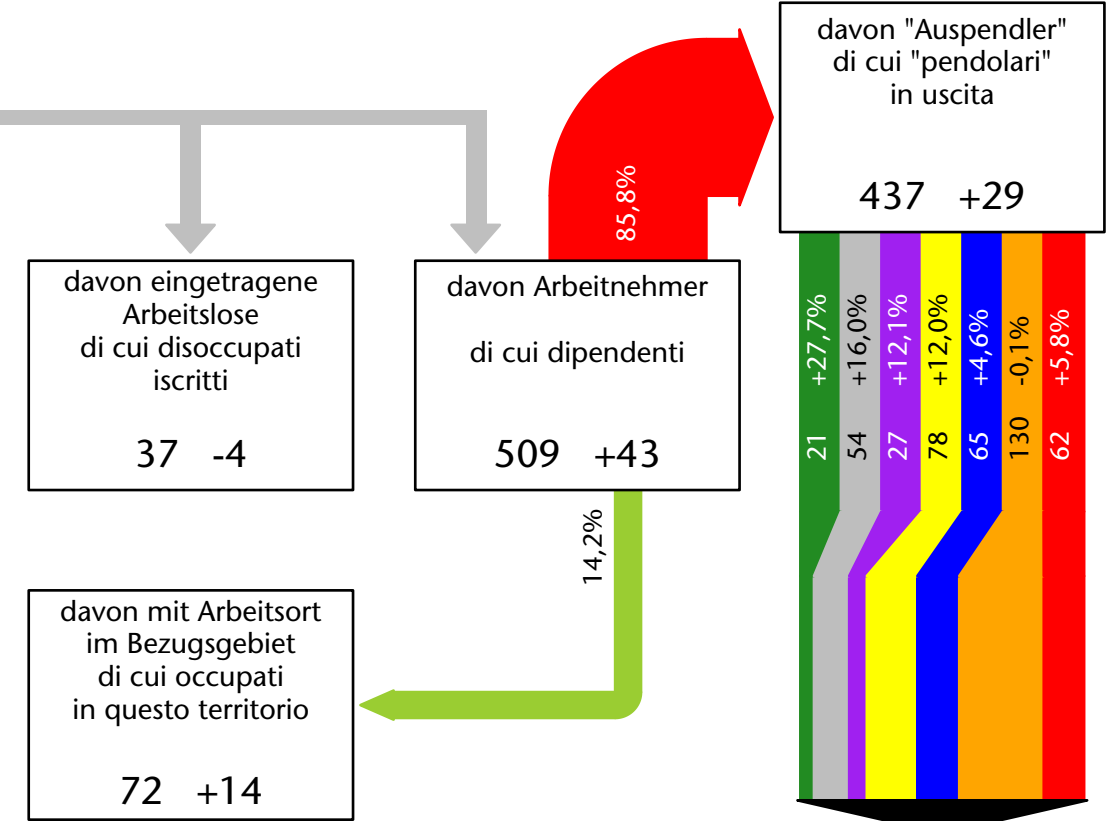 davon "Auspendler"
di cui "pendolari"
in uscita
437 +29
85,8%
davon eingetragene
Arbeitslose
di cui disoccupati
iscritti
37 -4
davon Arbeitnehmer
di cui dipendenti
509 +43
21 +27,7%
54 +16,0%
27 +12,1%
78 +12,0%
65 +4,6%
130 -0,1%
62 +5,8%
14,2%
davon mit Arbeitsort
im Bezugsgebiet
di cui occupati
in questo territorio
72 +14